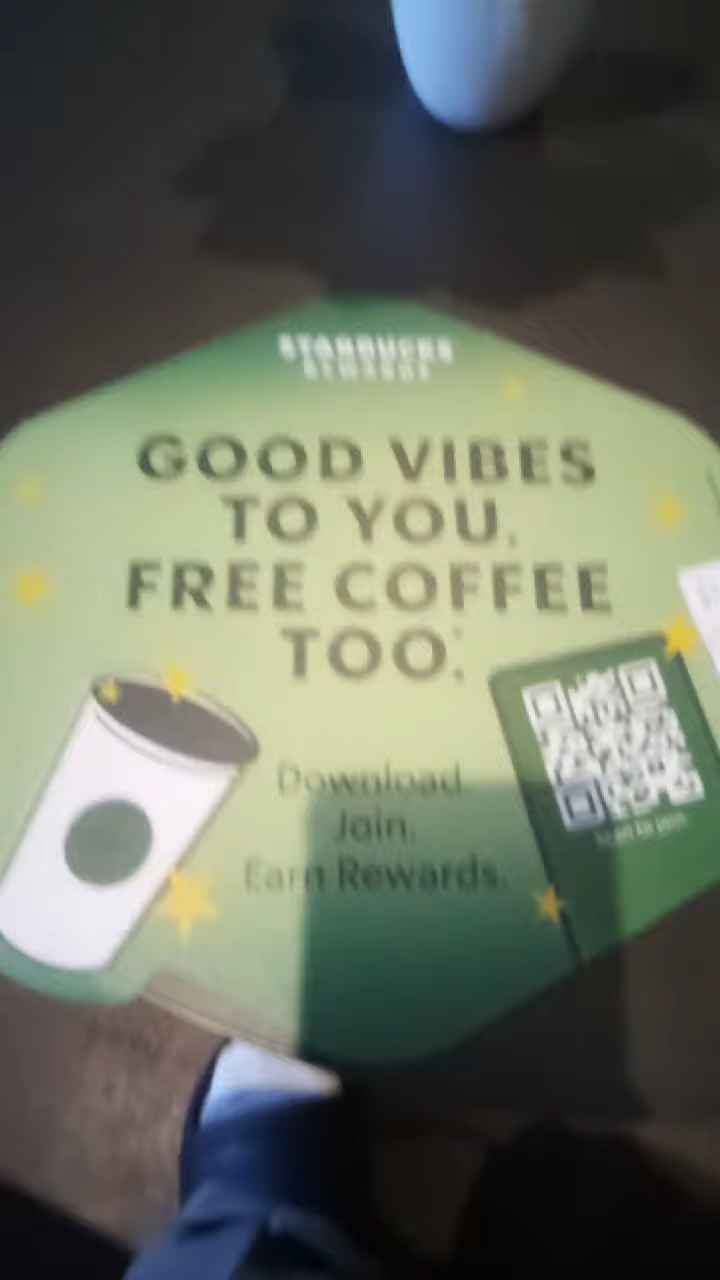 STARBUCKS
REWARDS
GOOD VIBES
TO YOU.
FREE COFFEE
TOO.
Download.
Join.
Earn Rewards.